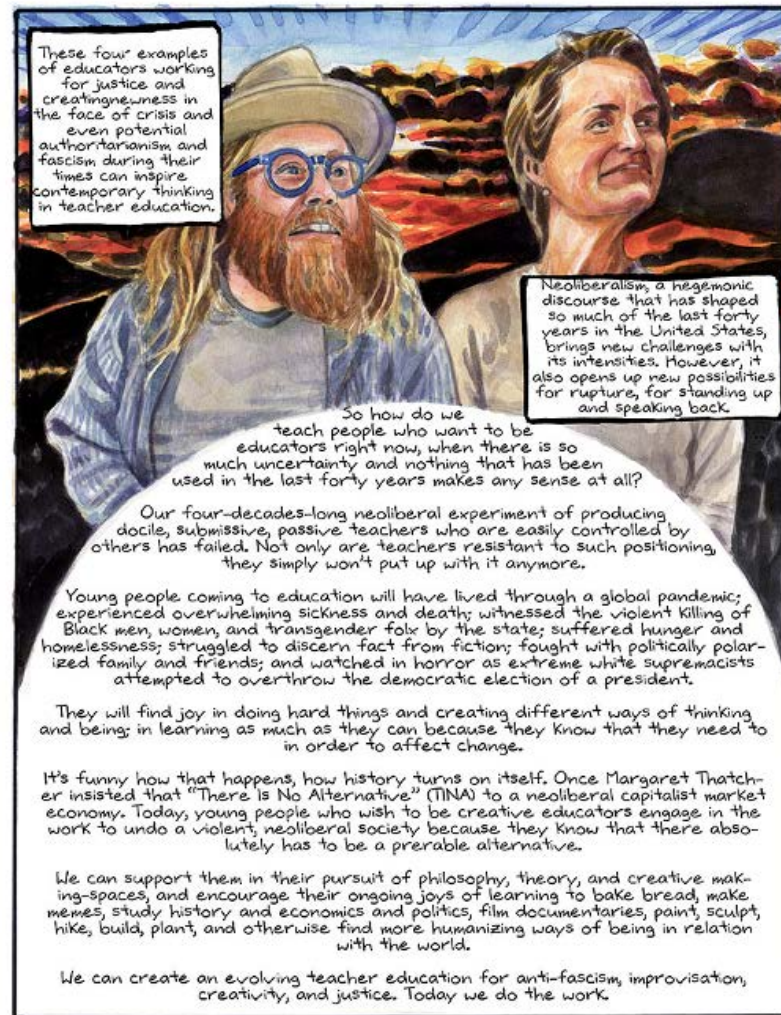 These four examples
of educators working
for justice and
creatingnewness in
the face of crisis and
even potential
authoritarianism and
fascism during their
times can inspire
contemporary thinking
in teacher education.
Neoliberalism, a hegemonic
discourse that has shaped
so much of the last forty
years in the United States,
brings new challenges with
its intensities. However, it
also opens up new possibilities
for rupture, for standing up
and speaking back.
So how do we
teach people who want to be
educators right now, when there is so
much uncertainty and nothing that has been
used in the last forty years makes any sense at all?
Our four-decades-long neoliberal experiment of producing
docile, submissive, passive teachers who are easily controlled by
others has failed. Not only are teachers resistant to such positioning,
they simply won't put up with it anymore.
Young people coming to education will have lived through a global pandemic;
experienced overwhelming sickness and death; witnessed the violent killing of
Black men, women, and transgender folx by the state; suffered hunger and
homelessness; struggled to discern fact from fiction; fought with politically polar-
ized family and friends; and watched in horror as extreme white supremacists
attempted to overthrow the democratic election of a president.
They will find joy in doing hard things and creating different ways of thinking
and being; in learning as much as they can because they know that they need to
in order to affect change.
It's funny how that happens, how history turns on itself. Once Margaret Thatch-
er insisted that "There Is No Alternative" (TINA) to a neoliberal capitalist market
economy. Today, young people who wish to be creative educators engage in the
work to undo a violent, neoliberal society because they know that there abso-
lutely has to be a prerable alternative.
We can support them in their pursuit of philosophy, theory, and creative mak-
ing-spaces, and encourage their ongoing joys of learning to bake bread, make
memes, study history and economics and politics, film documentaries, paint, sculpt,
hike, build, plant, and otherwise find more humanizing ways of being in relation
with the world.
We can create an evolving teacher education for anti-fascism, improvisation,
creativity, and justice. Today we do the work.